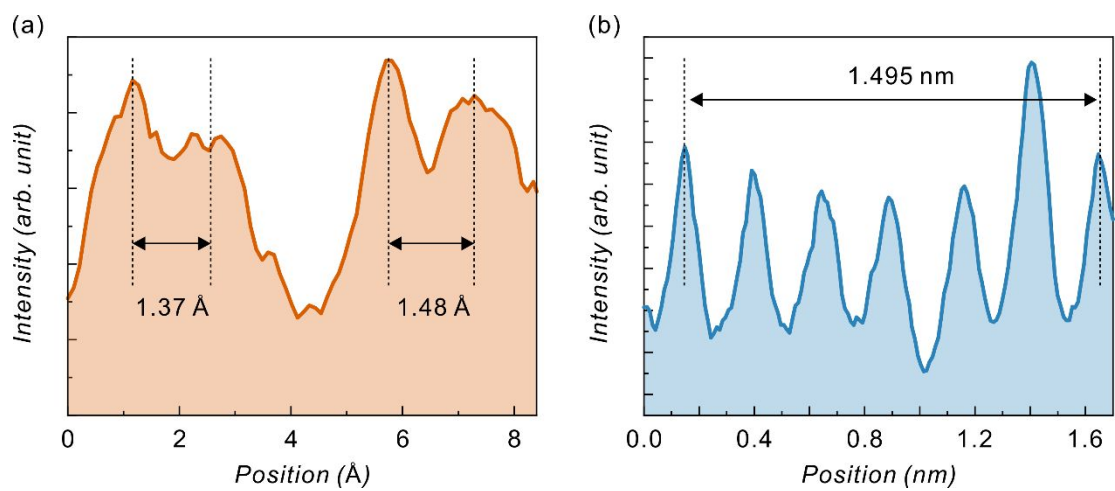 (a)
Intensity (arb. unit)
1.37 Å
1.48 Å
0
2
4
6
8
Position (Å)
(b)
Intensity (arb. unit)
1.495 nm
0.0
0.4
0.8
1.2
1.6
Position (nm)